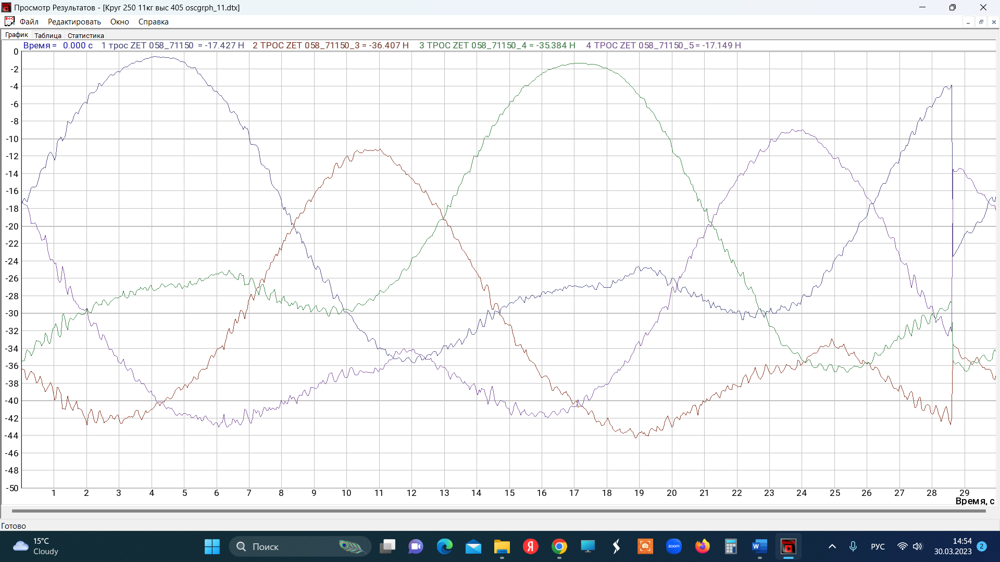 Просмотр Результатов - [Круг 250 11кг выс 405 oscgrph_11.dtx]
Файл Редактировать Окно Справка
График Таблица Статистика
Время = 0.000 с 1 трос ZET 058_71150 = -17.427 Н 2 ТРОС ZET 058_71150_3 = -36.407 Н 3 ТРОС ZET 058_71150_4 = -35.384 Н 4 ТРОС ZET 058_71150_5 = -17.149 Н
0
-2
-4
-6
-8
-10
-12
-14
-16
-18
-20
-22
-24
-26
-28
-30
-32
-34
-36
-38
-40
-42
-44
-46
-48
-50
1 2 3 4 5 6 7 8 9 10 11 12 13 14 15 16 17 18 19 20 21 22 23 24 25 26 27 28 29
Время, с
Готово
15°C
Cloudy
Поиск
Я
zoom
W
РУС
14:54
30.03.2023
2